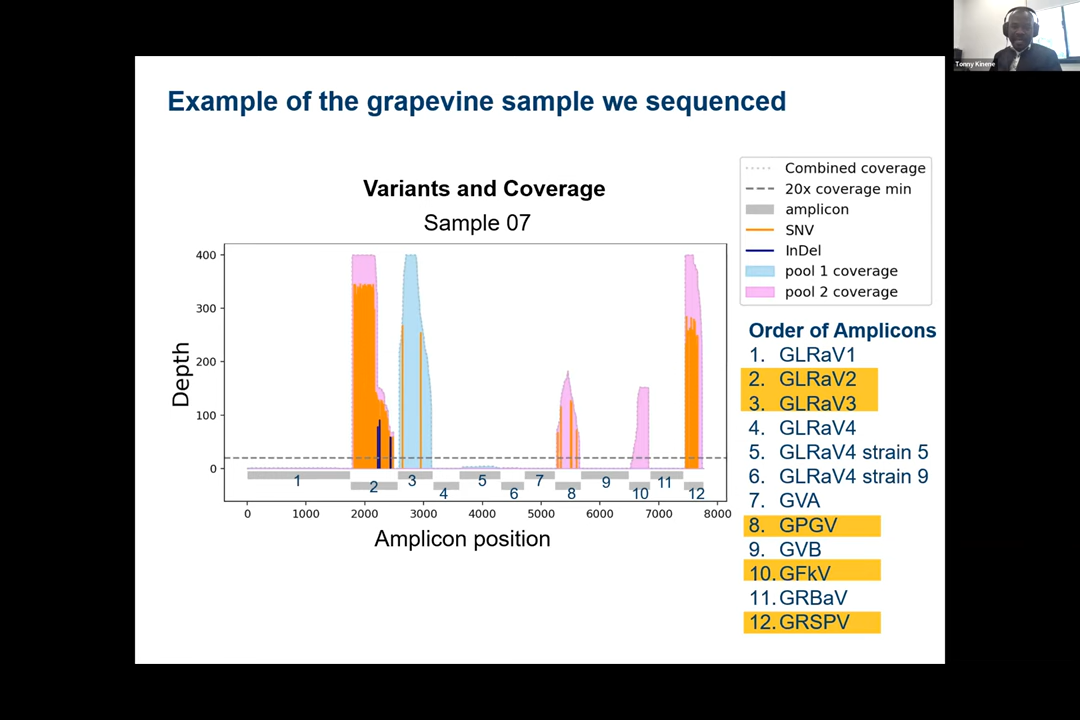 Tonny Kinene
Example of the grapevine sample we sequenced
Variants and Coverage
Sample 07
Combined coverage
20x coverage min
amplicon
SNV
InDel
pool 1 coverage
pool 2 coverage
Depth
400
300
200
100
0
1
2
3
4
5
6
7
8
9
10
11
12
0 1000 2000 3000 4000 5000 6000 7000 8000
Amplicon position
Order of Amplicons
1. GLRaV1
2. GLRaV2
3. GLRaV3
4. GLRaV4
5. GLRaV4 strain 5
6. GLRaV4 strain 9
7. GVA
8. GPGV
9. GVB
10. GFkV
11. GRBaV
12. GRSPV